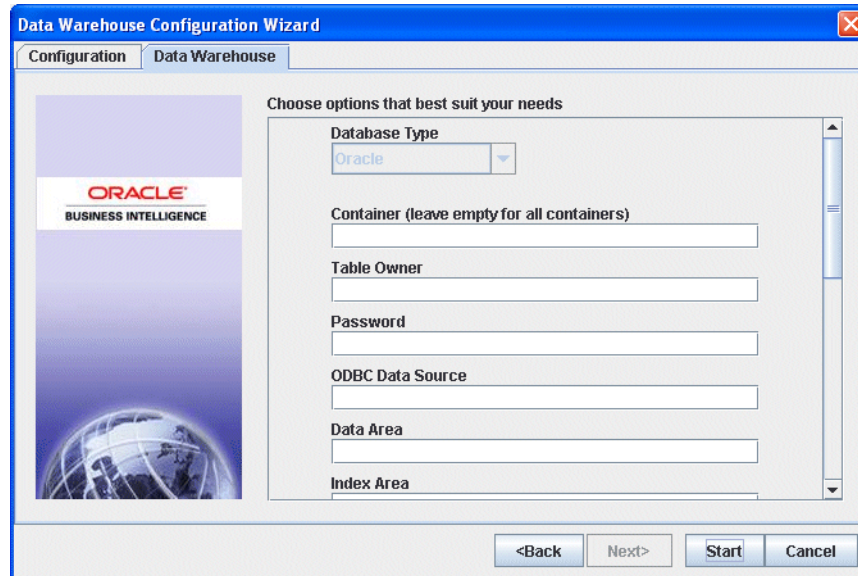 Data Warehouse Configuration Wizard
Configuration
Data Warehouse
Choose options that best suit your needs
Database Type
Oracle
ORACLE
BUSINESS INTELLIGENCE
Container (leave empty for all containers)
Table Owner
Password
ODBC Data Source
Data Area
Index Area
<Back
Next>
Start
Cancel